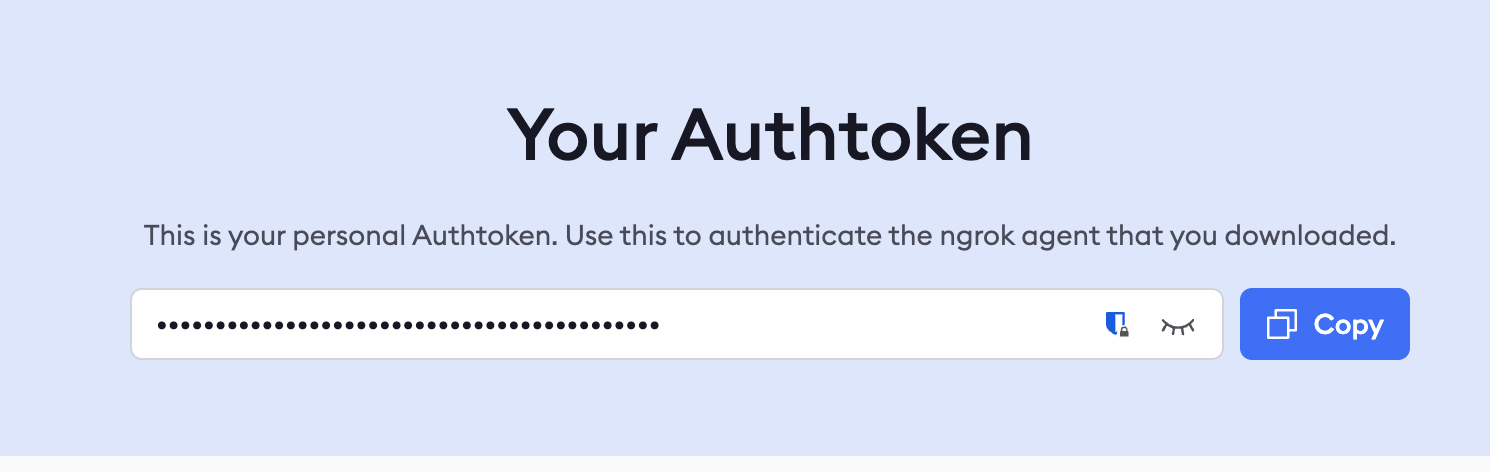 Your Authtoken
This is your personal Authtoken. Use this to authenticate the ngrok agent that you downloaded.
••••••••••••••••••••••••••••••••••••••••••• Copy